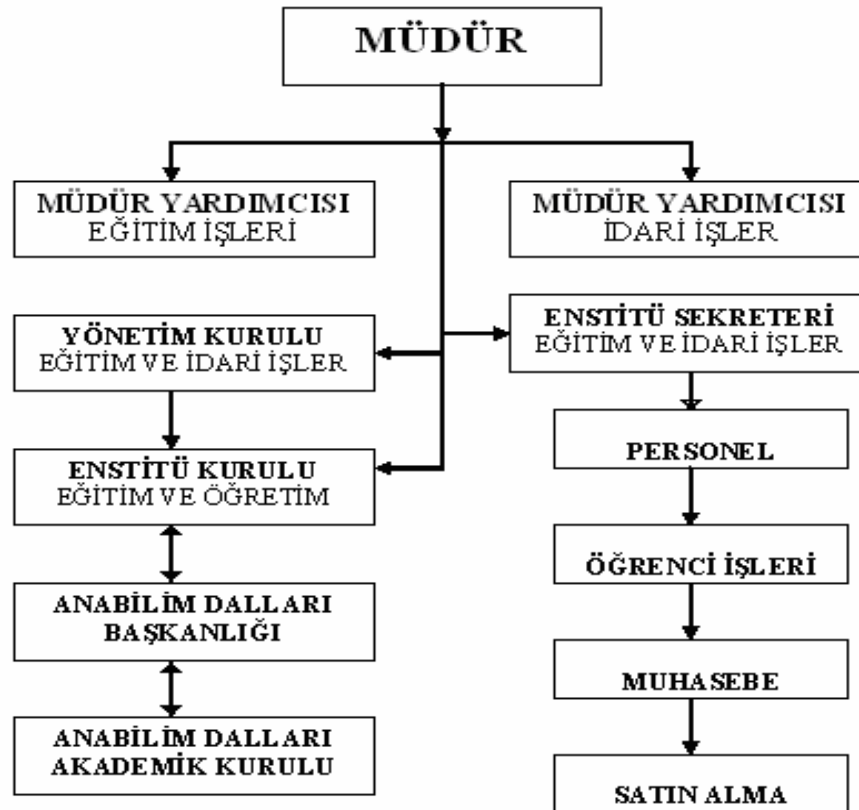 MÜDÜR
MÜDÜR YARDIMCISI
EĞİTİM İŞLERİ
MÜDÜR YARDIMCISI
İDARİ İŞLER
YÖNETİM KURULU
EĞİTİM VE İDARİ İŞLER
ENSTİTÜ SEKRETERİ
EĞİTİM VE İDARİ İŞLER
ENSTİTÜ KURULU
EĞİTİM VE ÖĞRETİM
PERSONEL
ÖĞRENCİ İŞLERİ
ANABİLİM DALLARI
BAŞKANLIĞI
MUHASEBE
ANABİLİM DALLARI
AKADEMİK KURULU
SATIN ALMA